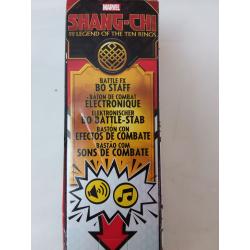 MARVEL
SHANG-CHI
AND THE LEGEND OF THE TEN RINGS
BATTLE FX
BO STAFF
- BATON DE COMBAT
ÉLECTRONIQUE
- ELEKTRONISCHER
BO BATTLE-STAB
- BASTÓN CON
EFECTOS DE COMBATE
- BASTÃO COM
SONS DE COMBATE